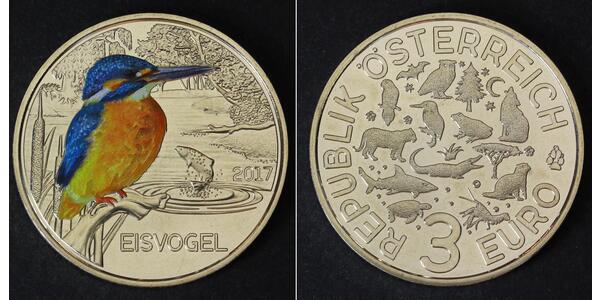 2017
EISVOGEL
REPUBLIK ÖSTERREICH
3 EURO